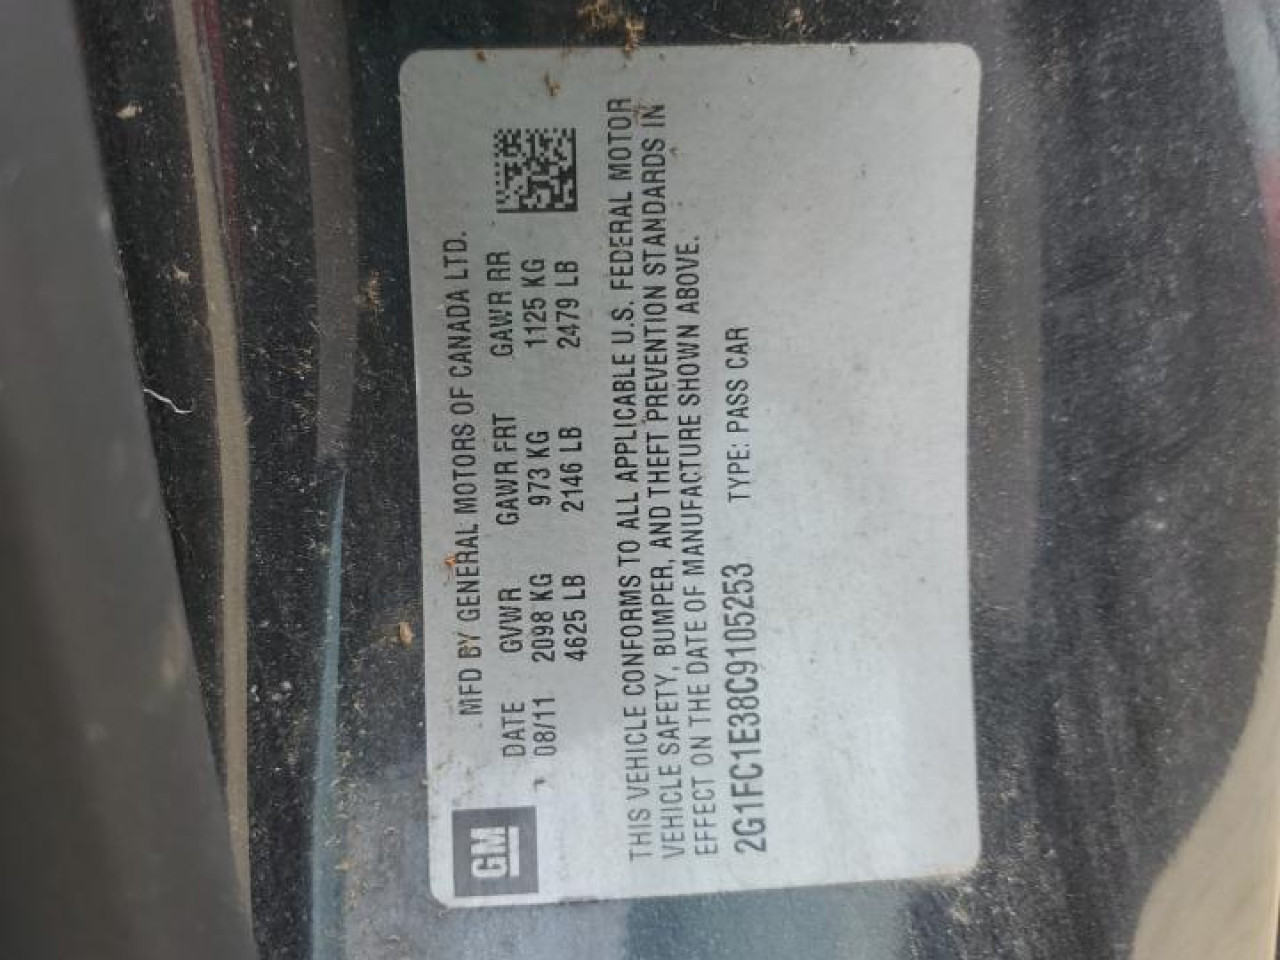 GM
MFD BY GENERAL MOTORS OF CANADA LTD.
DATE GVWR GAWR FRT GAWR RR
08/11 2098 KG 973 KG 1125 KG
4625 LB 2146 LB 2479 LB
THIS VEHICLE CONFORMS TO ALL APPLICABLE U.S. FEDERAL MOTOR
VEHICLE SAFETY, BUMPER, AND THEFT PREVENTION STANDARDS IN
EFFECT ON THE DATE OF MANUFACTURE SHOWN ABOVE.
2G1FC1E38C9105253 TYPE: PASS CAR